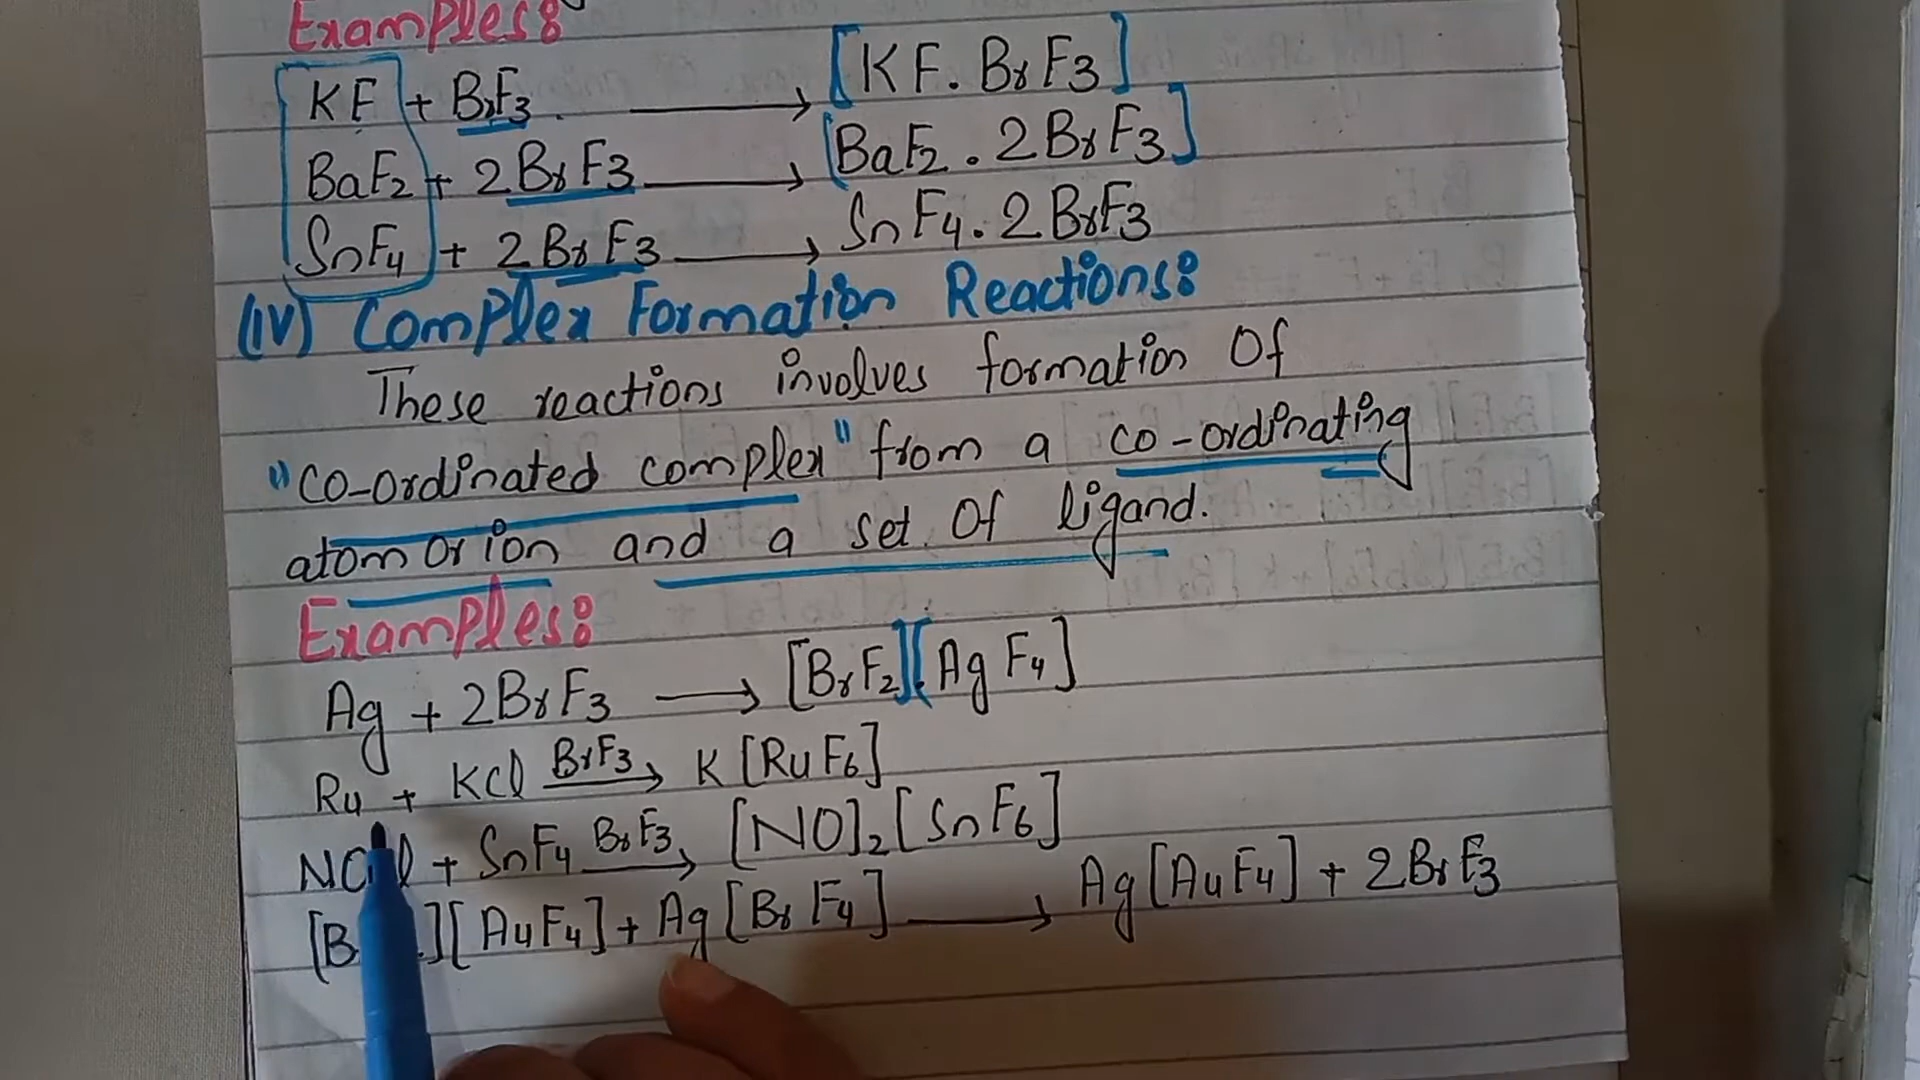 Examples:
KF + BrF3 ⟶ [KF. BrF3]
BaF2 + 2BrF3 ⟶ [BaF2 . 2BrF3]
SnF4 + 2BrF3 ⟶ SnF4. 2BrF3
(iv) Complex Formation Reactions:
These reactions involves formation Of
"co-ordinated complex" from a co-ordinating
atom or ion and a set Of ligand.
Examples:
Ag + 2BrF3 ⟶ [BrF2][AgF4]
Ru + KCl BrF3⟶ K[RuF6]
+ SnF4 BrF3⟶ [NO]2[SnF6]
[AuF4] + Ag[BrF4] ⟶ Ag[AuF4] + 2BrF3